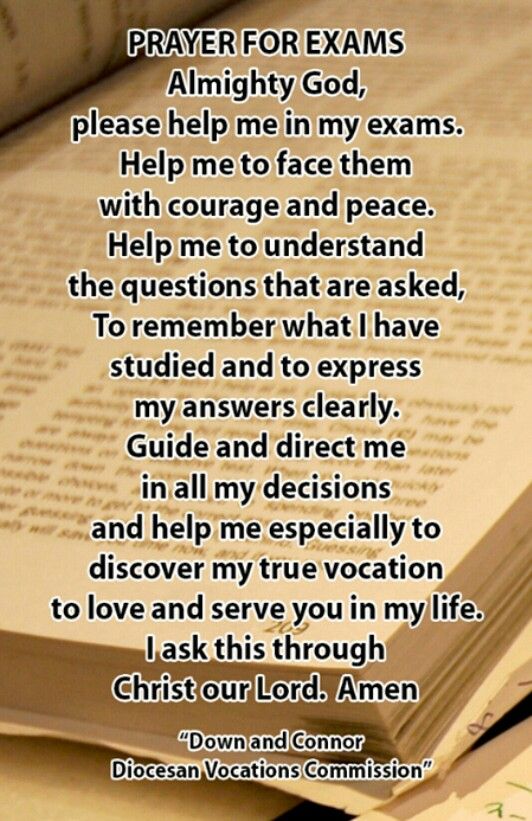 PRAYER FOR EXAMS
Almighty God,
please help me in my exams.
Help me to face them
with courage and peace.
Help me to understand
the questions that are asked,
To remember what I have
studied and to express
my answers clearly.
Guide and direct me
in all my decisions
and help me especially to
discover my true vocation
to love and serve you in my life.
I ask this through
Christ our Lord. Amen
“Down and Connor
Diocesan Vocations Commission”